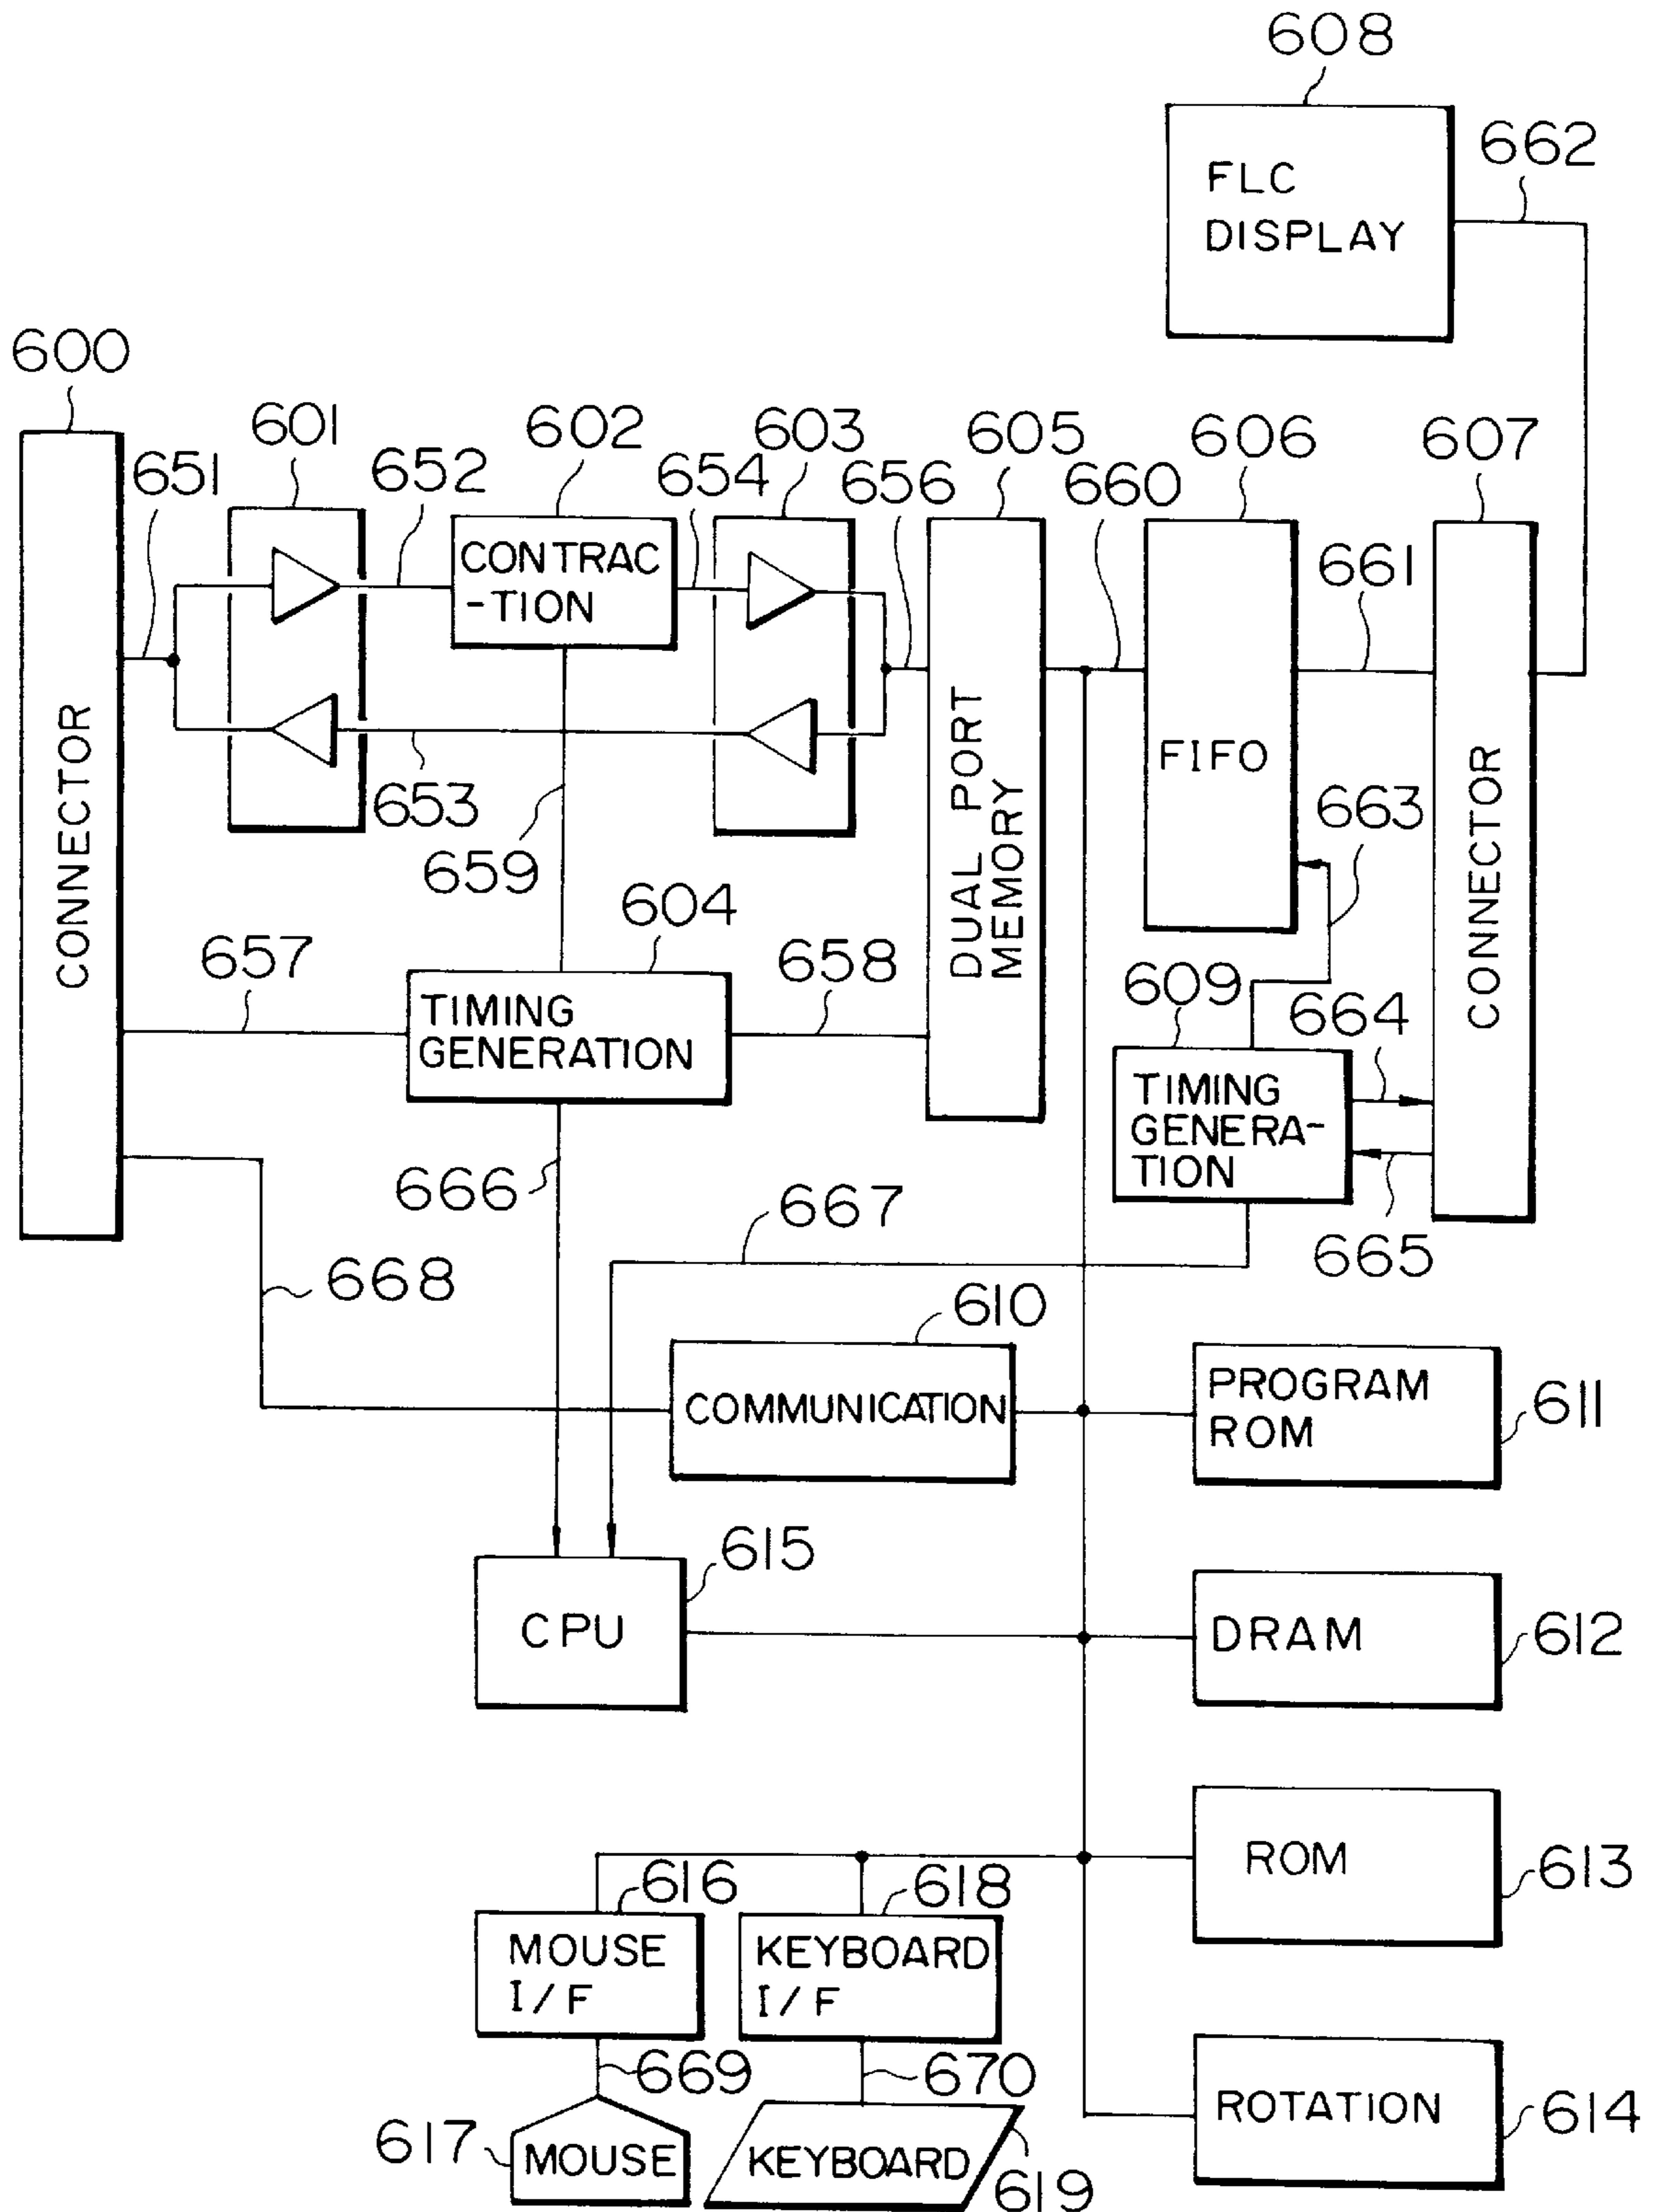 608
662
FLC
DISPLAY
600
601
602
603
605
606
607
651
652
654
656
660
661
CONTRAC
-TION
CONNECTOR
653
659
DUAL PORT
MEMORY
FIFO
663
CONNECTOR
604
657
658
609
664
TIMING
GENERATION
TIMING
GENERA-
TION
666
667
665
668
610
COMMUNICATION
PROGRAM
ROM
611
615
CPU
DRAM
612
616
618
ROM
613
MOUSE
I/F
KEYBOARD
I/F
669
670
ROTATION
614
617
MOUSE
KEYBOARD
619